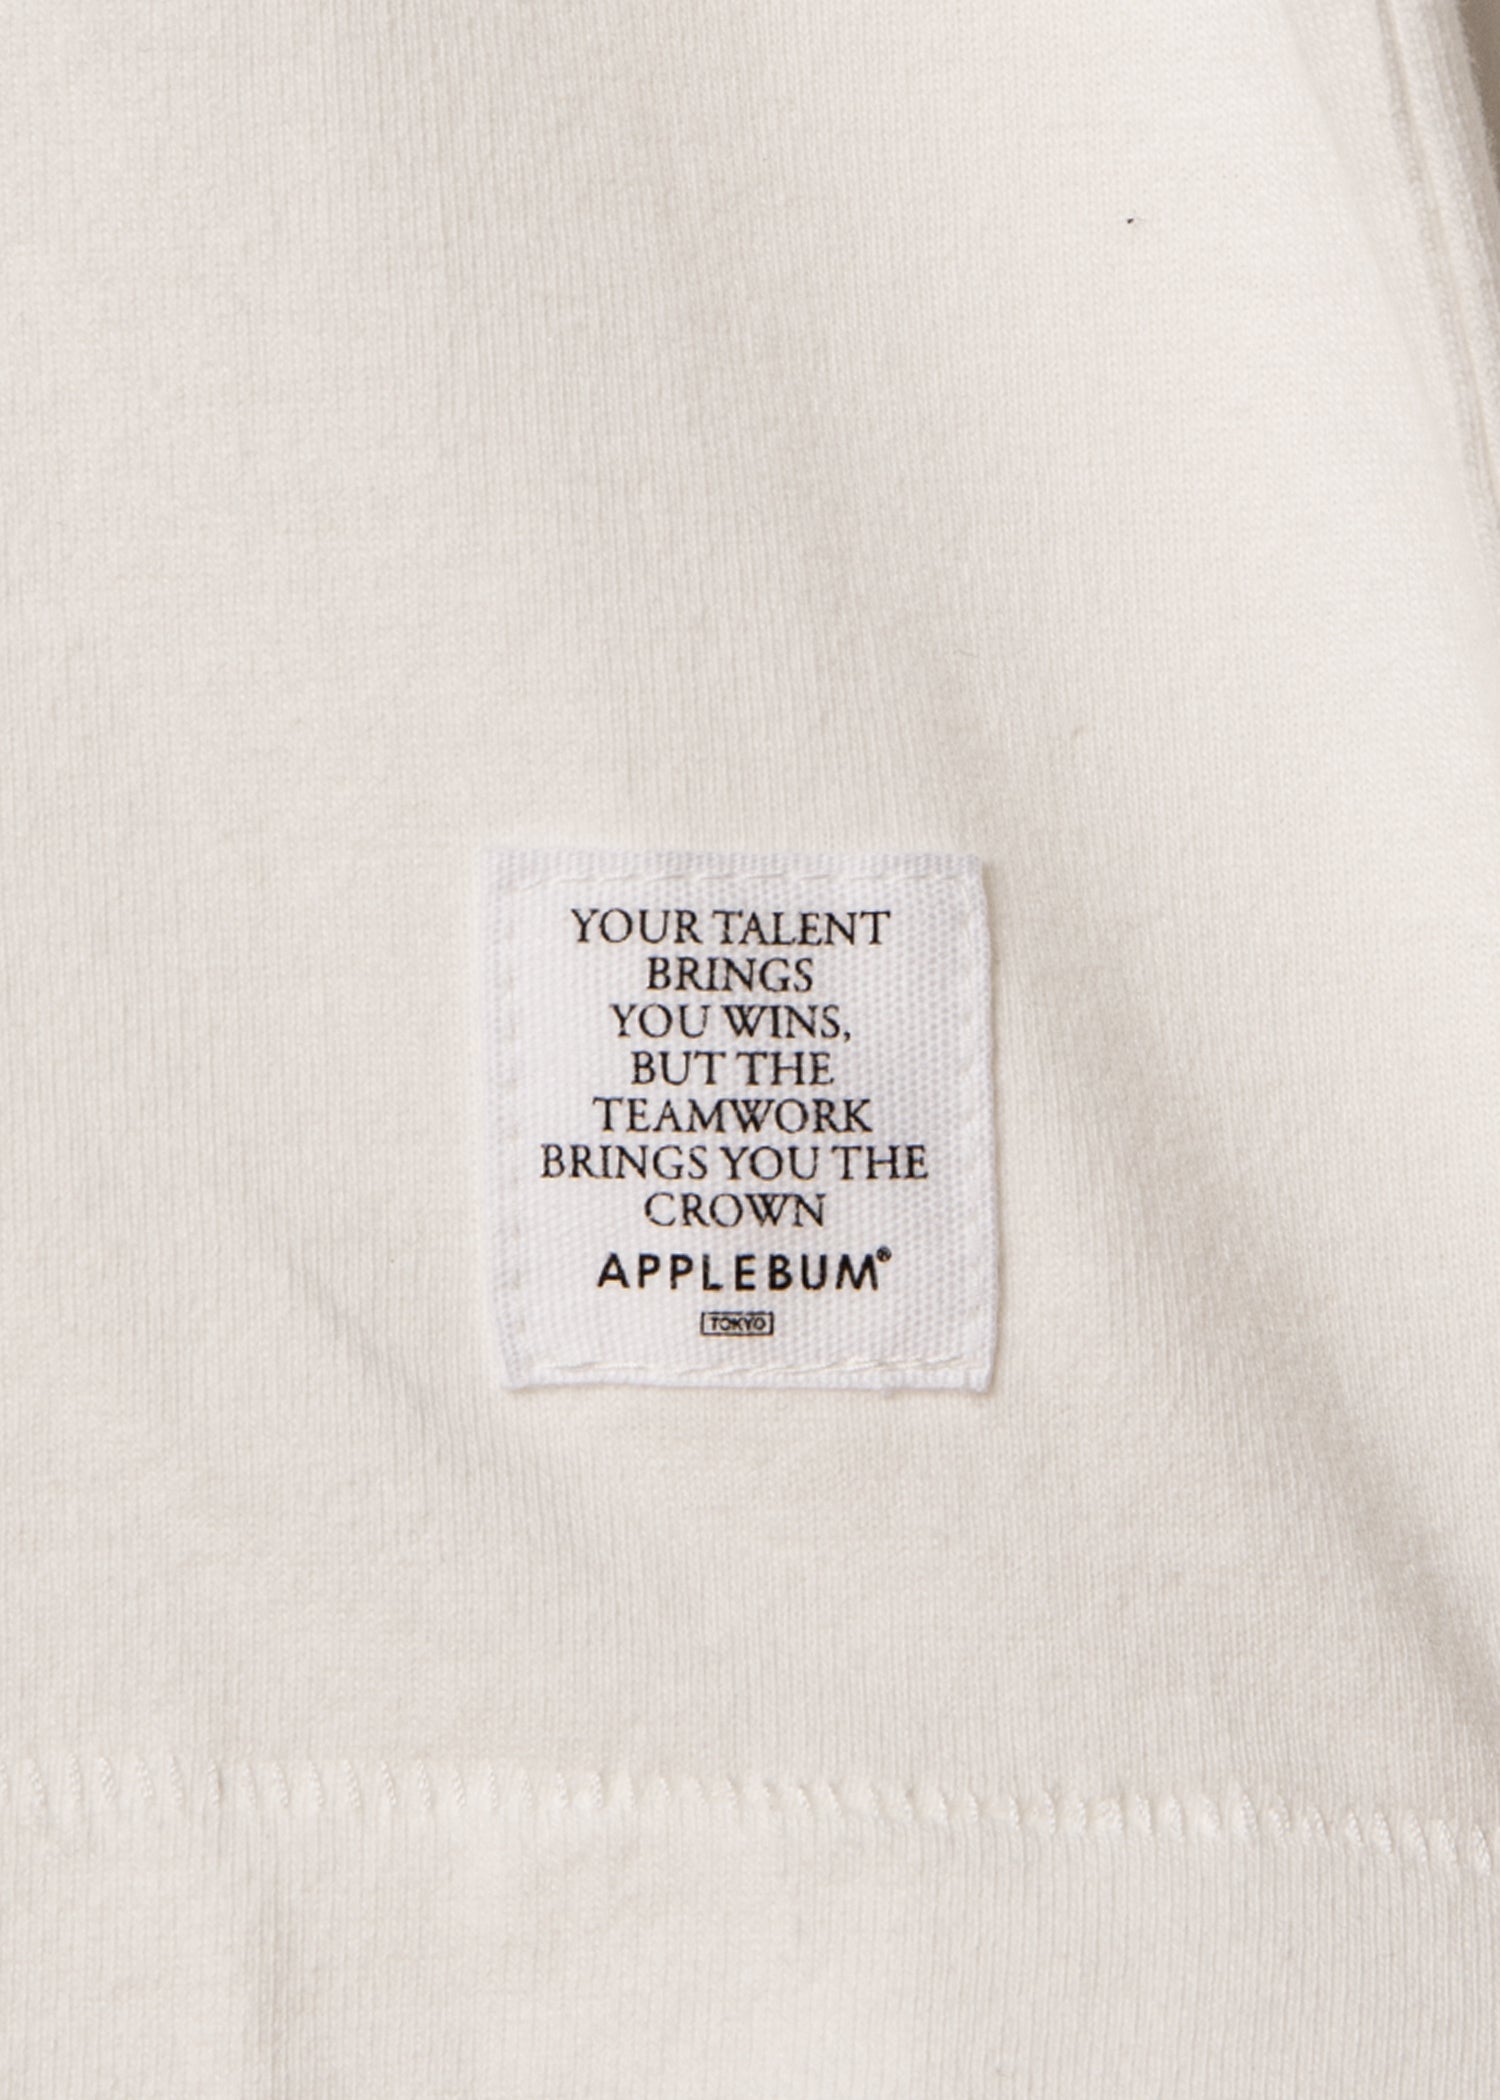 YOUR TALENT
BRINGS
YOU WINS,
BUT THE
TEAMWORK
BRINGS YOU THE
CROWN
APPLEBUM®
TOKYO